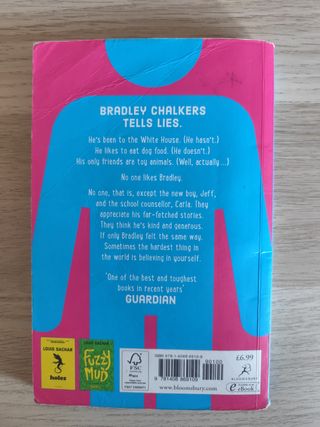 BRADLEY CHALKERS
TELLS LIES.
He's been to the White House. (He hasn't.)
He likes to eat dog food. (He doesn't.)
His only friends are toy animals. (Well, actually ...)
No one likes Bradley.
No one, that is, except the new boy, Jeff,
and the school counsellor, Carla. They
appreciate his far-fetched stories.
They think he's kind and generous.
If only Bradley felt the same way.
Sometimes the hardest thing in
the world is believing in yourself.
'One of the best and toughest
books in recent years'
GUARDIAN
LOUIS SACHAR
holes
LOUIS SACHAR
Fuzzy
MUD
FSC
90100
9 781408 869109
www.bloomsbury.com
£6.99
BLOOMSBURY
eBook